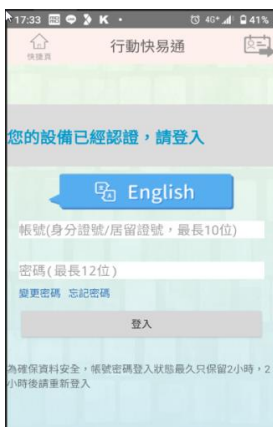 17:33 K · 4G+ 41%
行動快易通
快捷頁
您的設備已經認證，請登入
English
帳號(身分證號/居留證號，最長10位)
密碼(最長12位)
變更密碼 忘記密碼
登入
為確保資料安全，帳號密碼登入狀態最久只保留2小時，2
小時後請重新登入